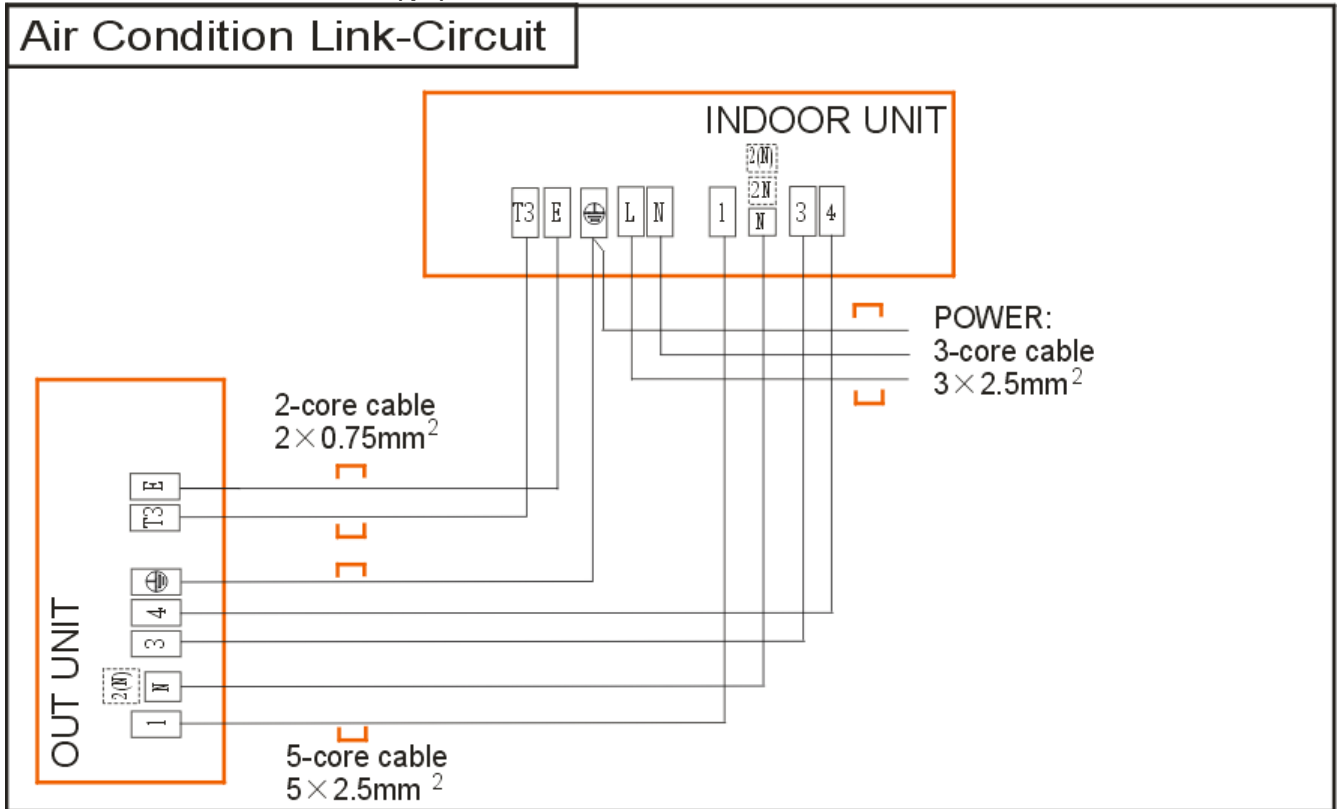 Air Condition Link-Circuit
INDOOR UNIT
2(N)
2N
T3 E L N 1 N 3 4
POWER:
3-core cable
3×2.5mm²
2-core cable
2×0.75mm²
E
T3
4
3
2(N) N
1
OUT UNIT
5-core cable
5×2.5mm ²